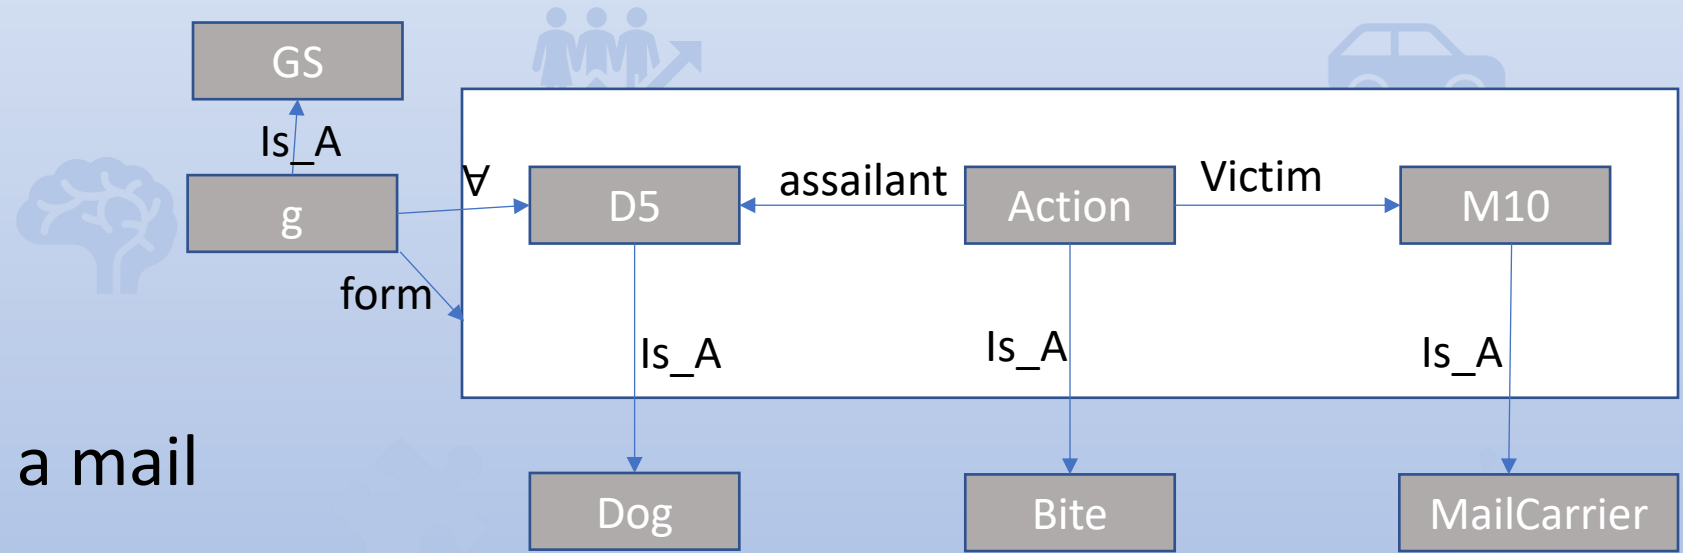 GS
Is_A
g
∀
form
D5
assailant
Action
Victim
M10
Is_A
Is_A
Is_A
a mail
Dog
Bite
MailCarrier